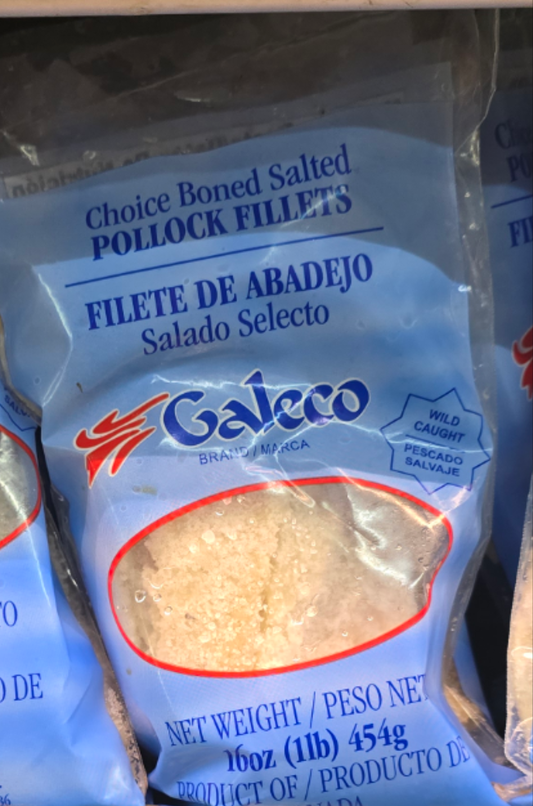 Choice Boned Salted
POLLOCK FILLETS
FILETE DE ABADEJO
Salado Selecto
Galeco
BRAND / MARCA
WILD
CAUGHT
PESCADO
SALVAJE
NET WEIGHT / PESO NET
16oz (1lb) 454g
PRODUCT OF / PRODUCTO DE
O DE